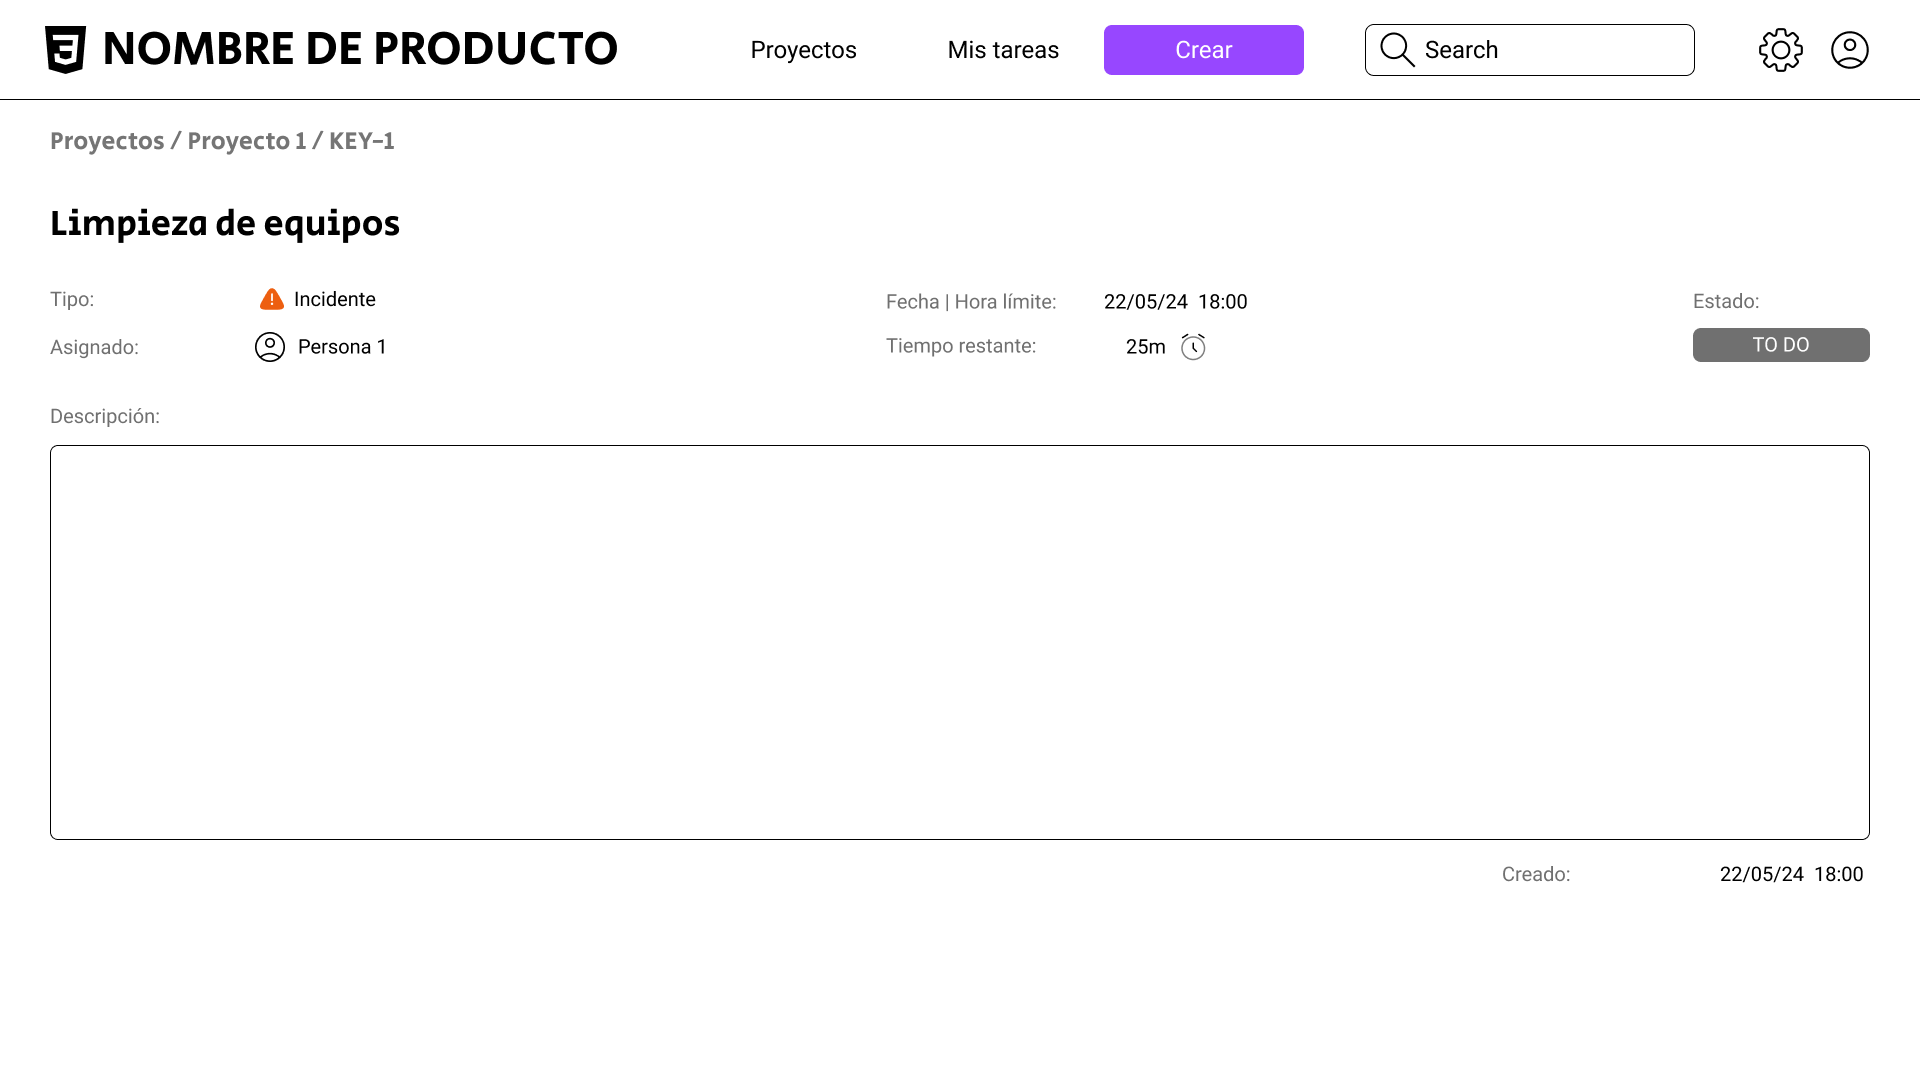 NOMBRE DE PRODUCTO
Proyectos
Mis tareas
Crear
Search
Proyectos / Proyecto 1 / KEY-1
Limpieza de equipos
Tipo:
Incidente
Fecha | Hora límite:
22/05/24 18:00
Estado:
Asignado:
Persona 1
Tiempo restante:
25m
TO DO
Descripción:
Creado:
22/05/24 18:00